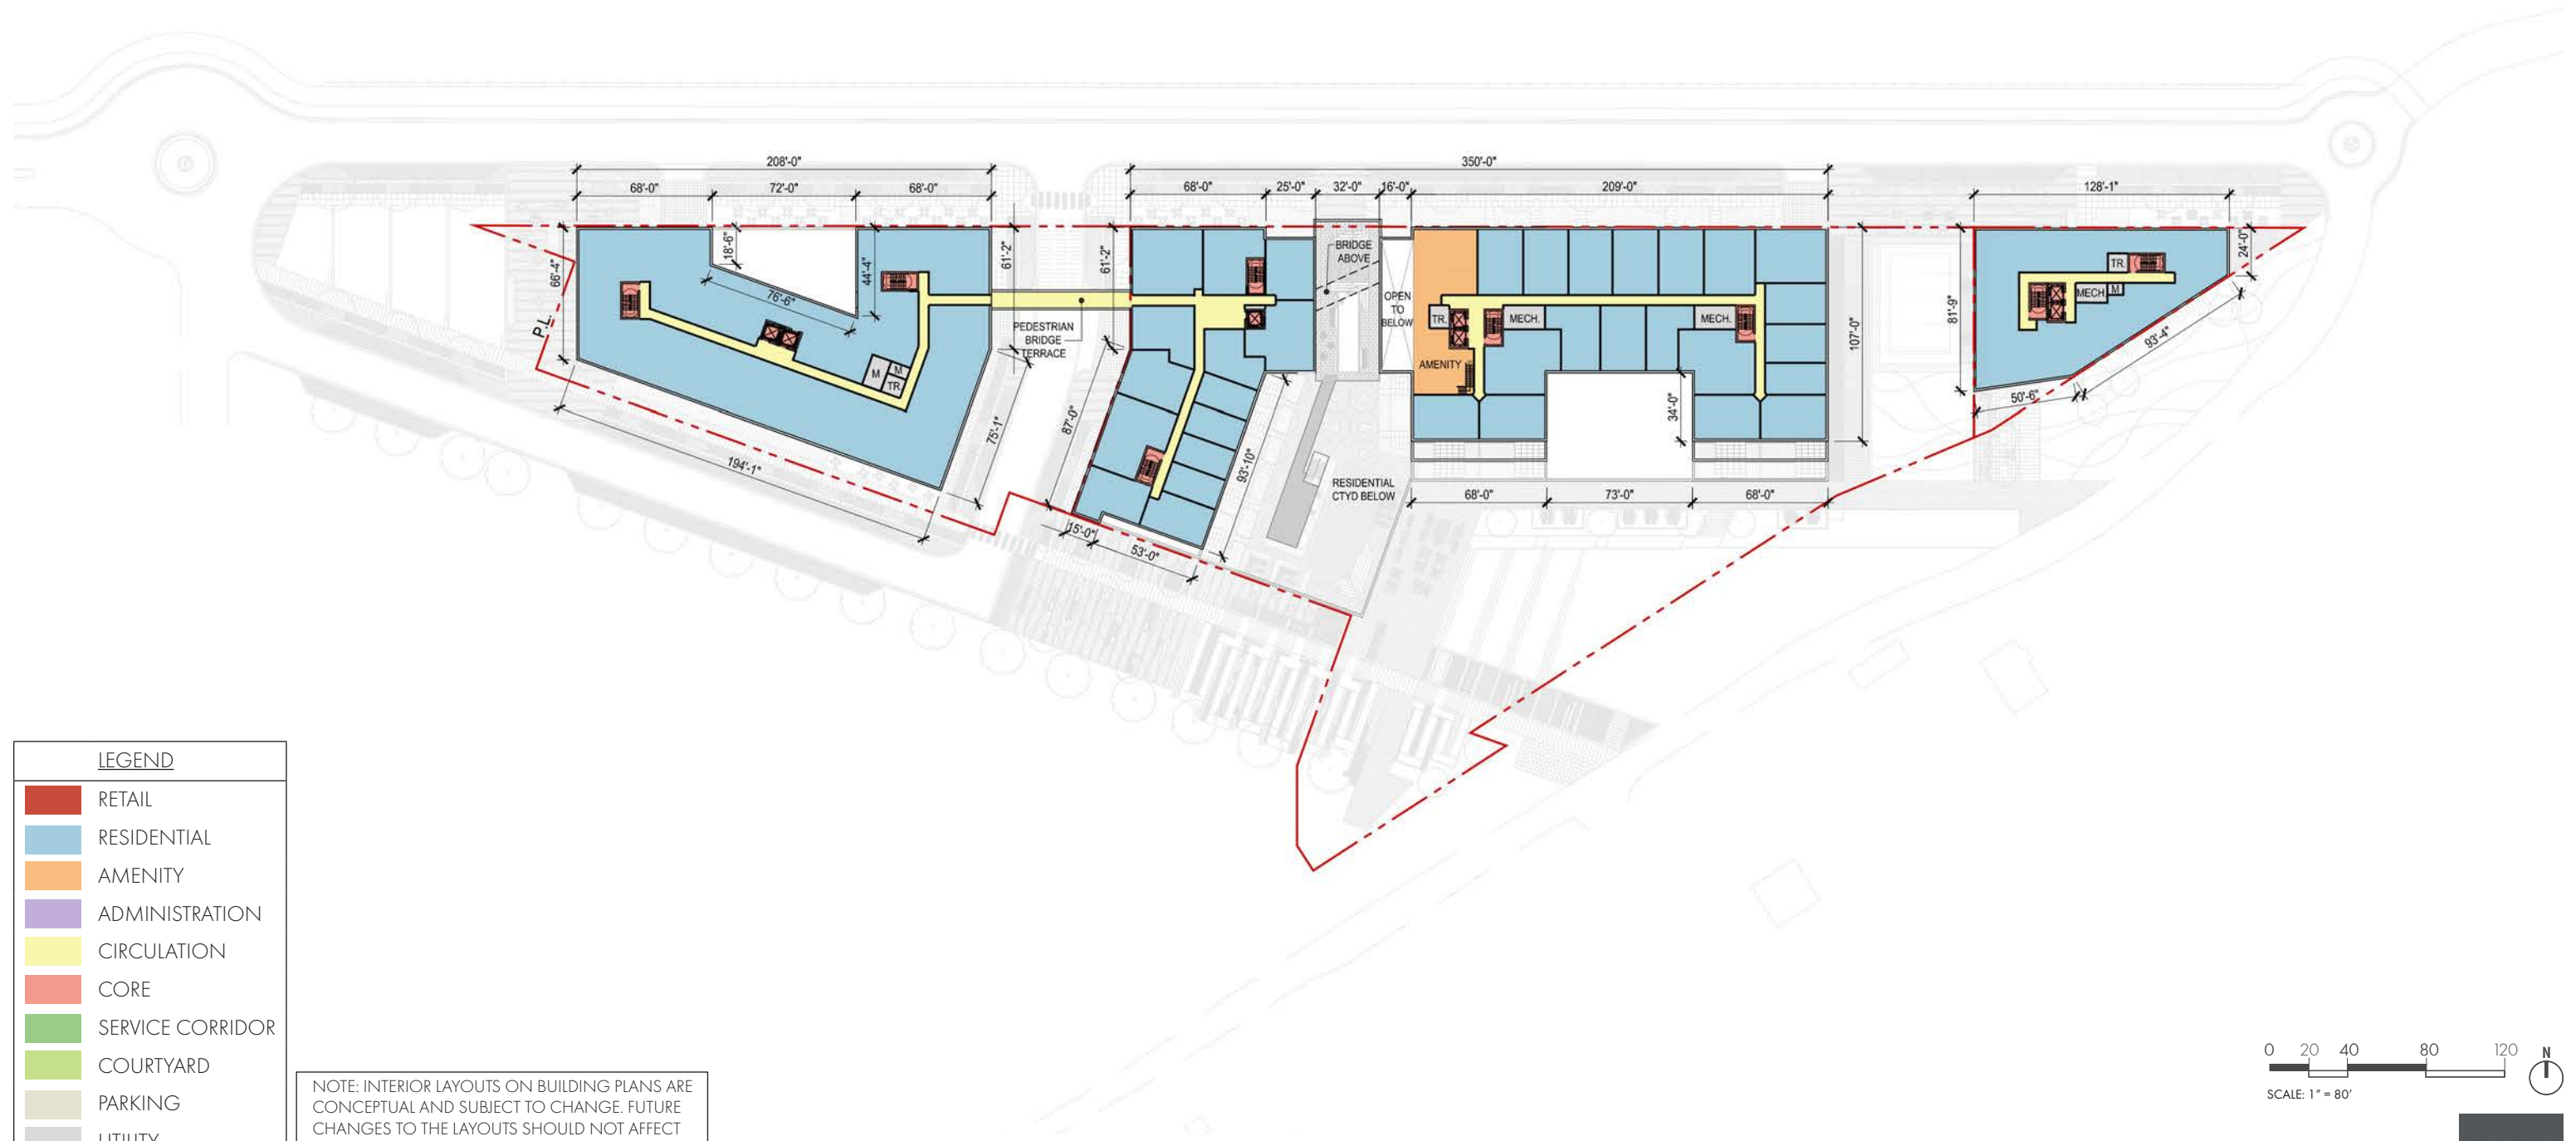 208'-0"
350'-0"
68'-0"
72'-0"
68'-0"
68'-0"
25'-0"
32'-0"
16'-0"
209'-0"
128'-1"
66'-4"
18'-6"
76'-6"
44'-4"
61'-2"
61'-2"
BRIDGE
ABOVE
OPEN
TO
BELOW
PEDESTRIAN
BRIDGE
TERRACE
TR.
MECH.
MECH.
AMENITY
107'-0"
81'-9"
TR.
MECH.
M
24'-0"
93'-4"
50'-6"
P.L.
M
M
TR.
194'-1"
75'-1"
87'-0"
93'-10"
15'-0"
53'-0"
34'-0"
RESIDENTIAL
CTYD BELOW
68'-0"
73'-0"
68'-0"
LEGEND
RETAIL
RESIDENTIAL
AMENITY
ADMINISTRATION
CIRCULATION
CORE
SERVICE CORRIDOR
COURTYARD
PARKING
UTILITY
NOTE: INTERIOR LAYOUTS ON BUILDING PLANS ARE
CONCEPTUAL AND SUBJECT TO CHANGE. FUTURE
CHANGES TO THE LAYOUTS SHOULD NOT AFFECT
0 20 40 80 120
N
SCALE: 1" = 80'